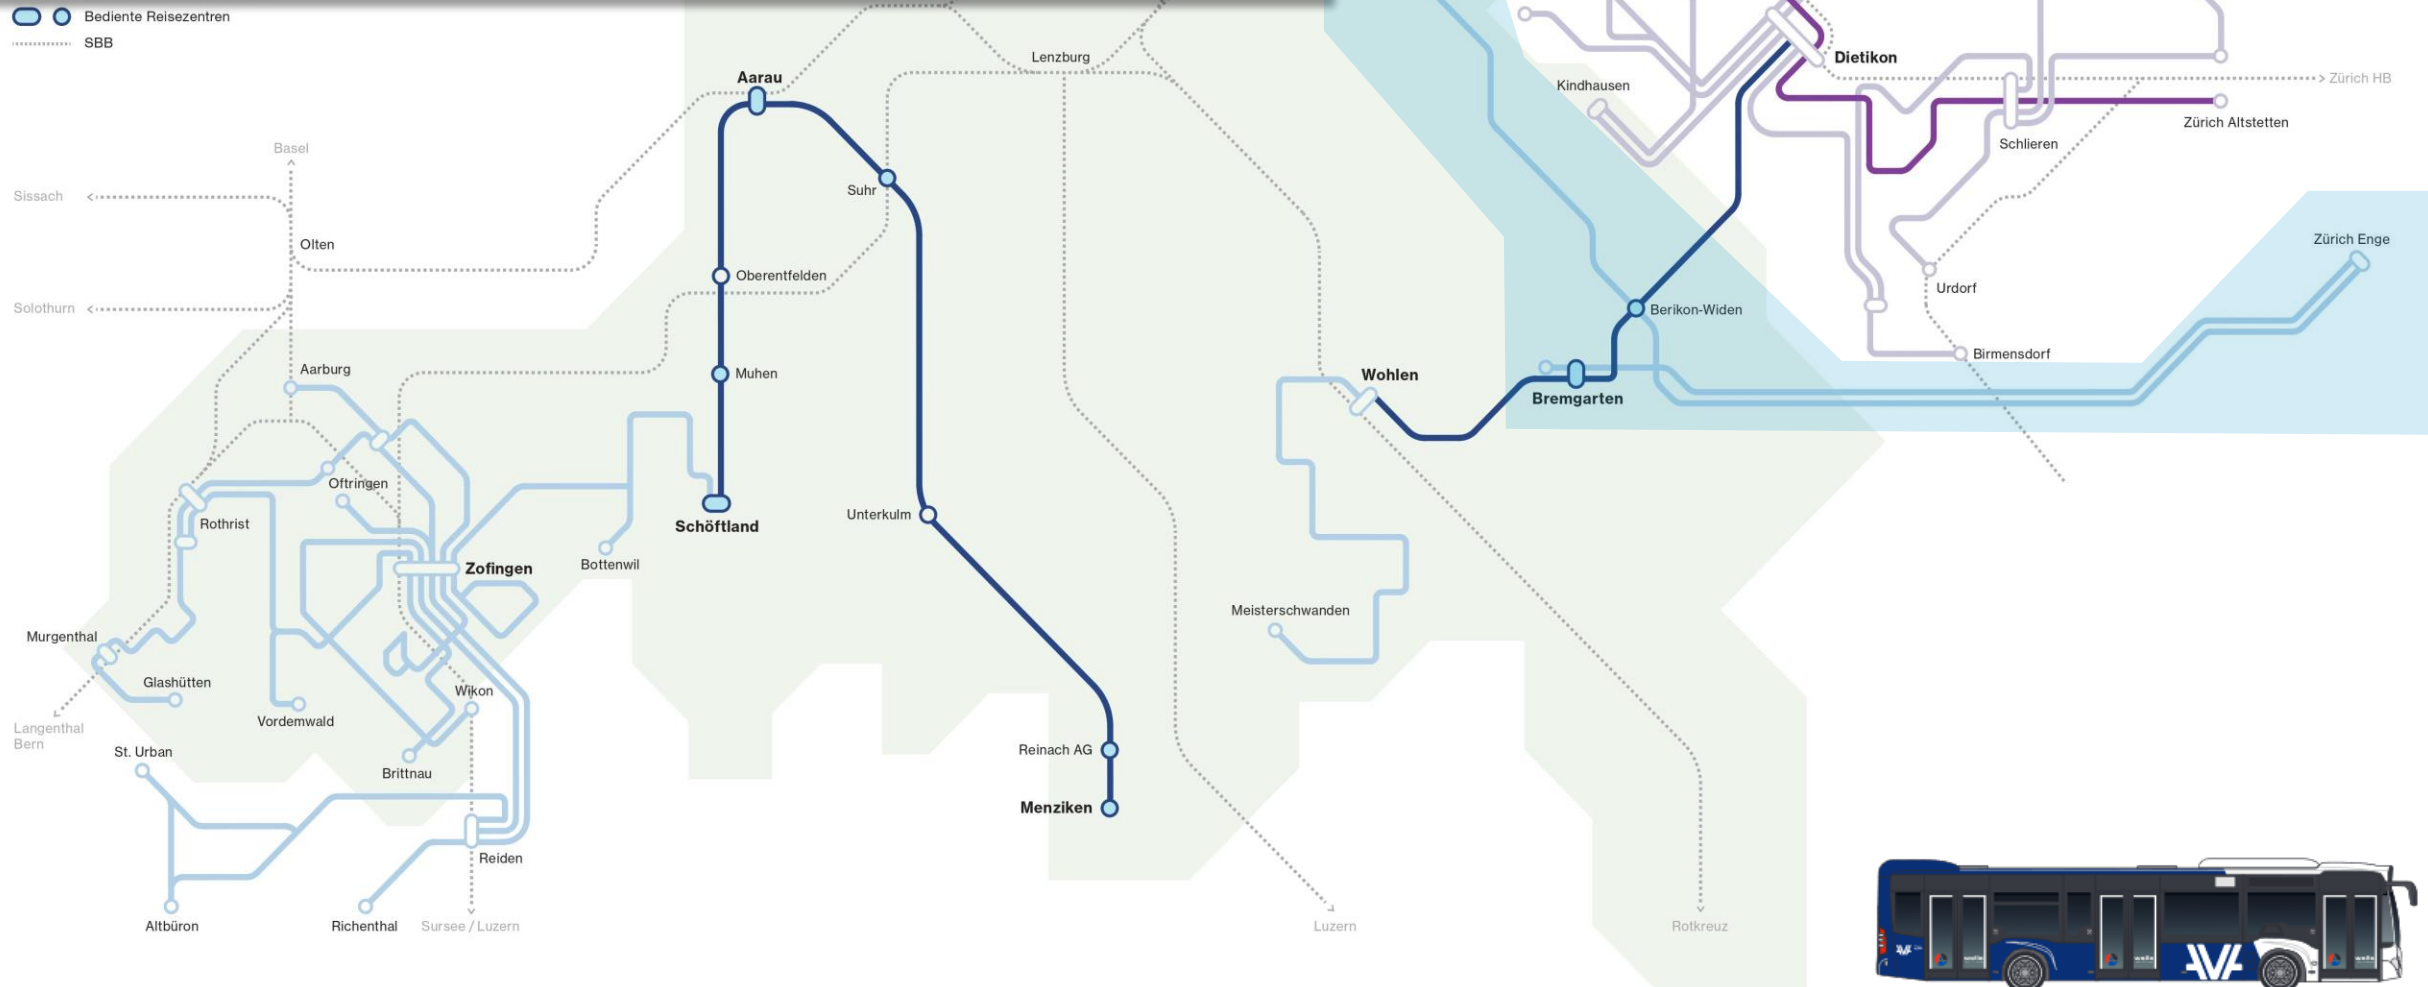 Bediente Reisezentren
SBB
Lenzburg
Dietikon
Aarau
Kindhausen
Zürich HB
Zürich Altstetten
Schlieren
Basel
Suhr
Sissach
Olten
Zürich Enge
Oberentfelden
Urdorf
Solothurn
Berikon-Widen
Birmensdorf
Aarburg
Muhen
Wohlen
Bremgarten
Oftringen
Rothrist
Schöftland
Unterkulm
Zofingen
Bottenwil
Meisterschwanden
Murgenthal
Glashütten
Wikon
Vordemwald
Langenthal
Bern
St. Urban
Brittnau
Reinach AG
Menziken
Reiden
Altbüron
Richenthal
Sursee / Luzern
Luzern
Rotkreuz
AVA